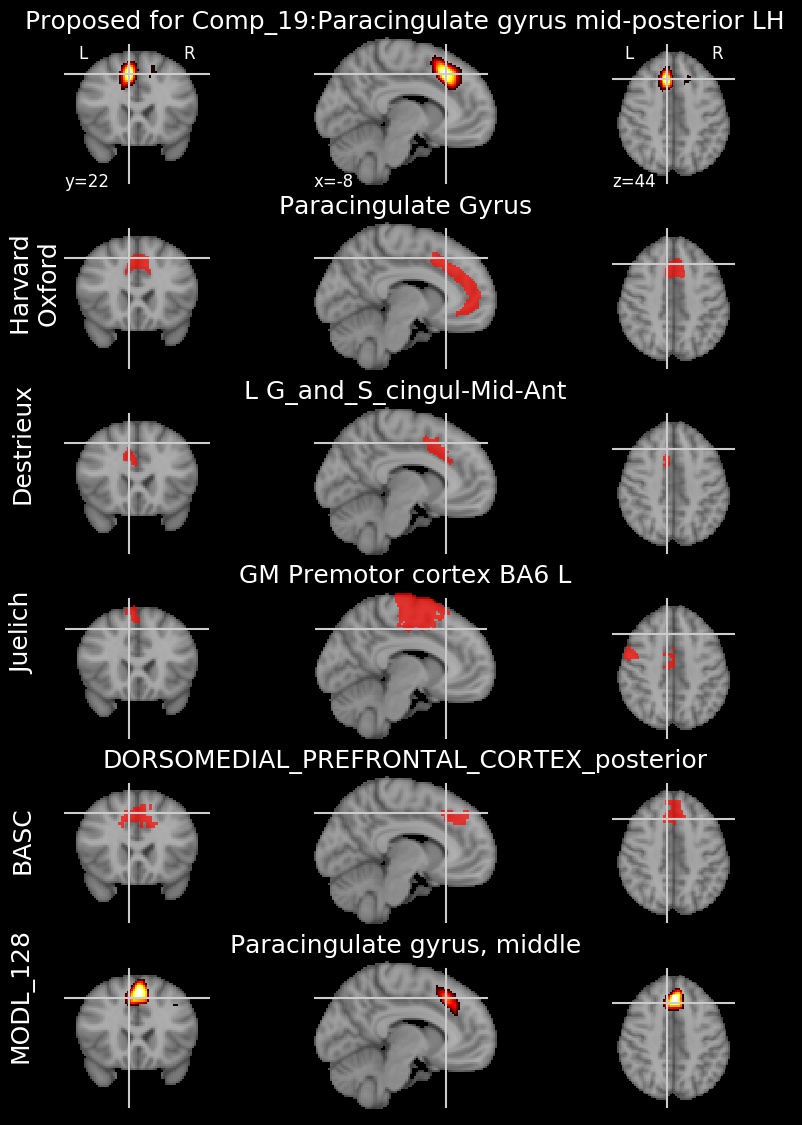 Proposed for Comp_19:Paracingulate gyrus mid-posterior LH
L R
L R
y=22
x=-8
z=44
Paracingulate Gyrus
Harvard
Oxford
L G_and_S_cingul-Mid-Ant
Destrieux
GM Premotor cortex BA6 L
Juelich
DORSOMEDIAL_PREFRONTAL_CORTEX_posterior
BASC
Paracingulate gyrus, middle
MODL_128